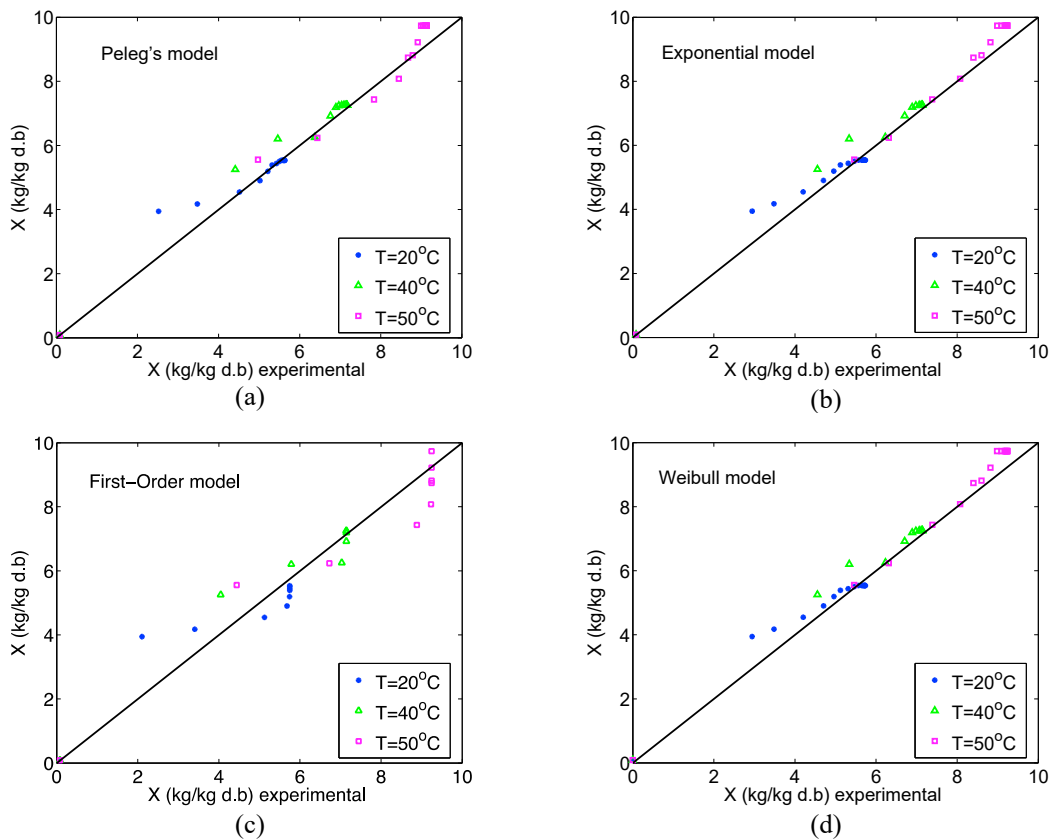 Peleg's model
X (kg/kg d.b)
10
8
6
4
2
0
T=20°C
T=40°C
T=50°C
0 2 4 6 8 10
X (kg/kg d.b) experimental
(a)
Exponential model
X (kg/kg d.b)
10
8
6
4
2
0
T=20°C
T=40°C
T=50°C
0 2 4 6 8 10
X (kg/kg d.b) experimental
(b)
First–Order model
X (kg/kg d.b)
10
8
6
4
2
0
T=20°C
T=40°C
T=50°C
0 2 4 6 8 10
X (kg/kg d.b) experimental
(c)
Weibull model
X (kg/kg d.b)
10
8
6
4
2
0
T=20°C
T=40°C
T=50°C
0 2 4 6 8 10
X (kg/kg d.b) experimental
(d)